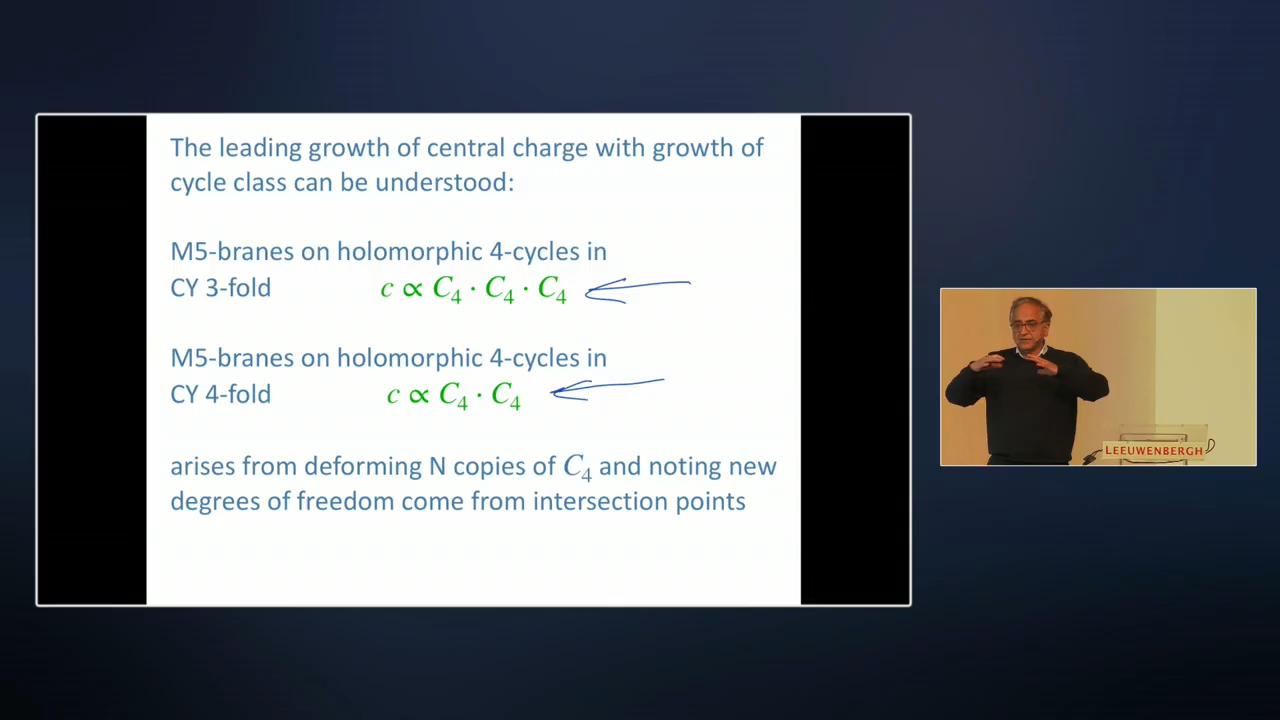 The leading growth of central charge with growth of
cycle class can be understood:
M5-branes on holomorphic 4-cycles in
CY 3-fold c ∝ C₄ · C₄ · C₄
M5-branes on holomorphic 4-cycles in
CY 4-fold c ∝ C₄ · C₄
arises from deforming N copies of C₄ and noting new
degrees of freedom come from intersection points
LEEUWENBERGH